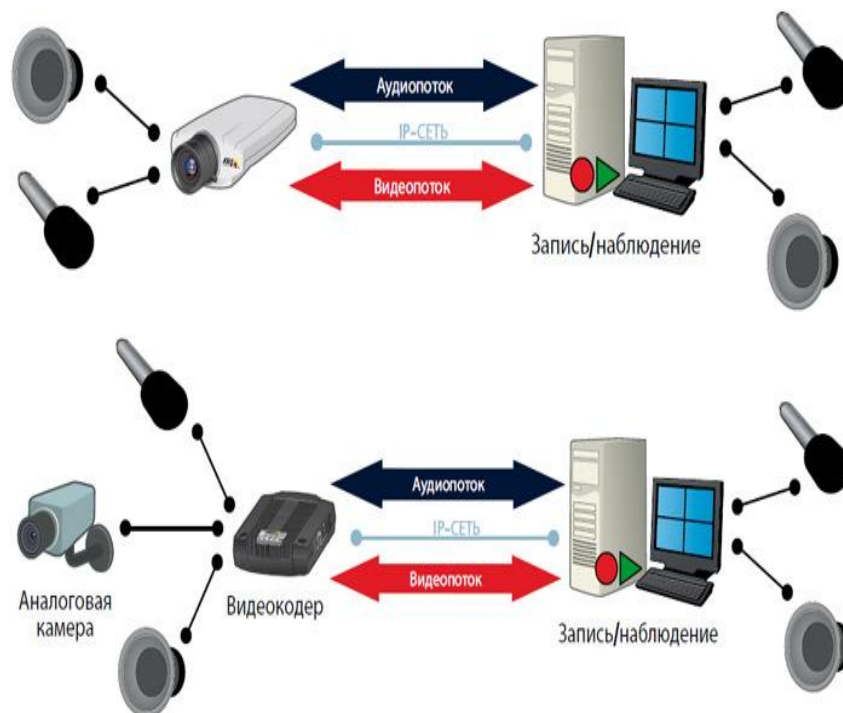 Аудиопоток
IP-СЕТЬ
Видеопоток
Запись/наблюдение
Аудиопоток
IP-СЕТЬ
Видеопоток
Аналоговая
камера
Видеокодер
Запись/наблюдение